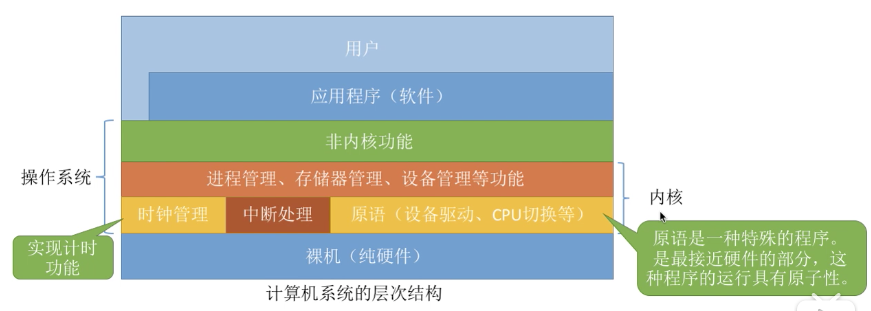 用户
应用程序（软件）
非内核功能
操作系统
进程管理、存储器管理、设备管理等功能
内核
时钟管理
中断处理
原语（设备驱动、CPU切换等）
实现计时
功能
裸机（纯硬件）
原语是一种特殊的程序。
是最接近硬件的部分，这
种程序的运行具有原子性。
计算机系统的层次结构